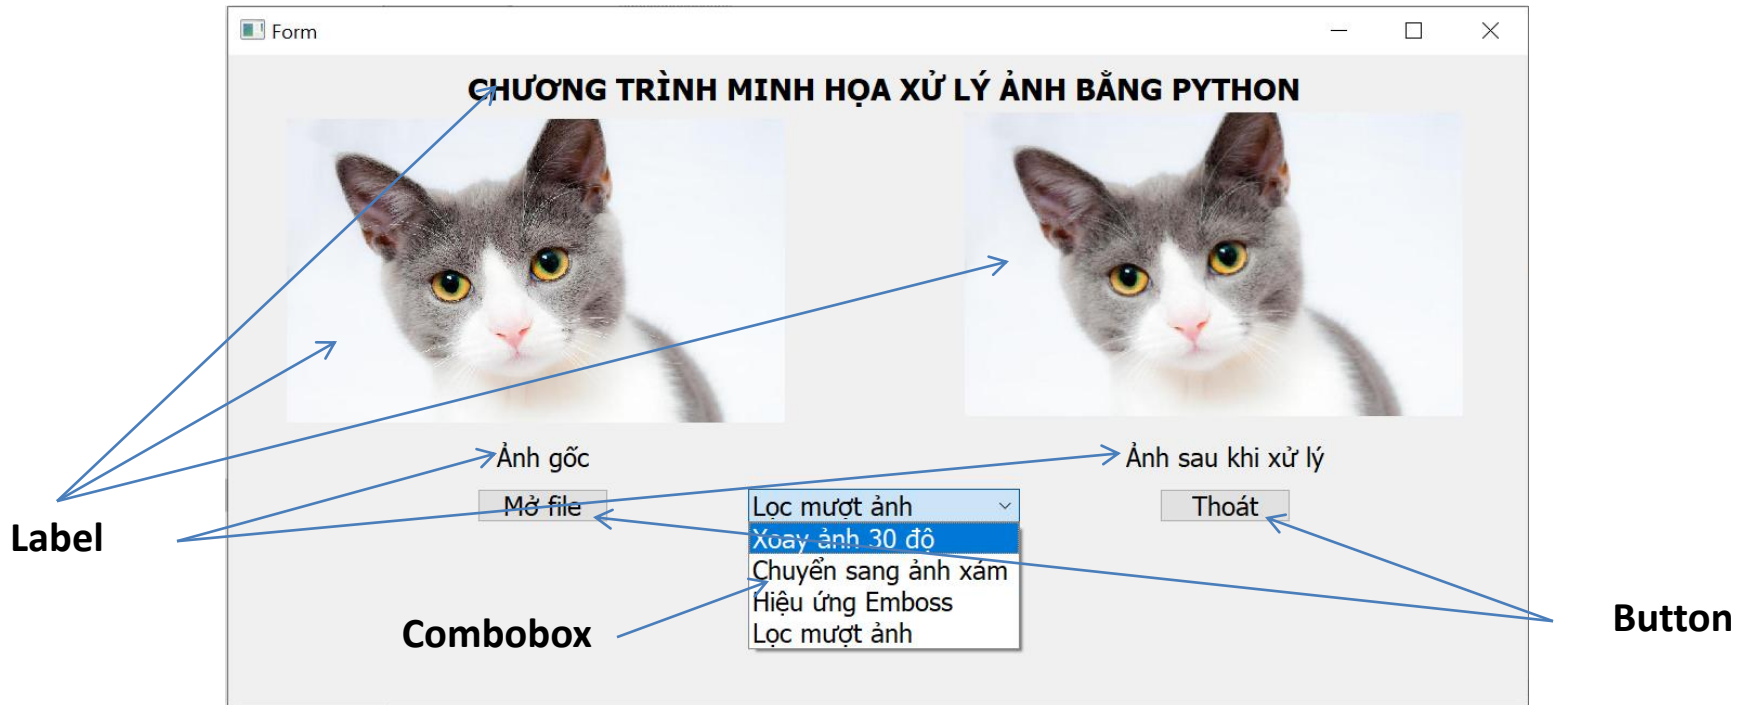 Form
CHƯƠNG TRÌNH MINH HỌA XỬ LÝ ẢNH BẰNG PYTHON
Ảnh gốc
Ảnh sau khi xử lý
Mở file
Lọc mượt ảnh
Thoát
Label
Xoay ảnh 30 độ
Chuyển sang ảnh xám
Hiệu ứng Emboss
Lọc mượt ảnh
Combobox
Button